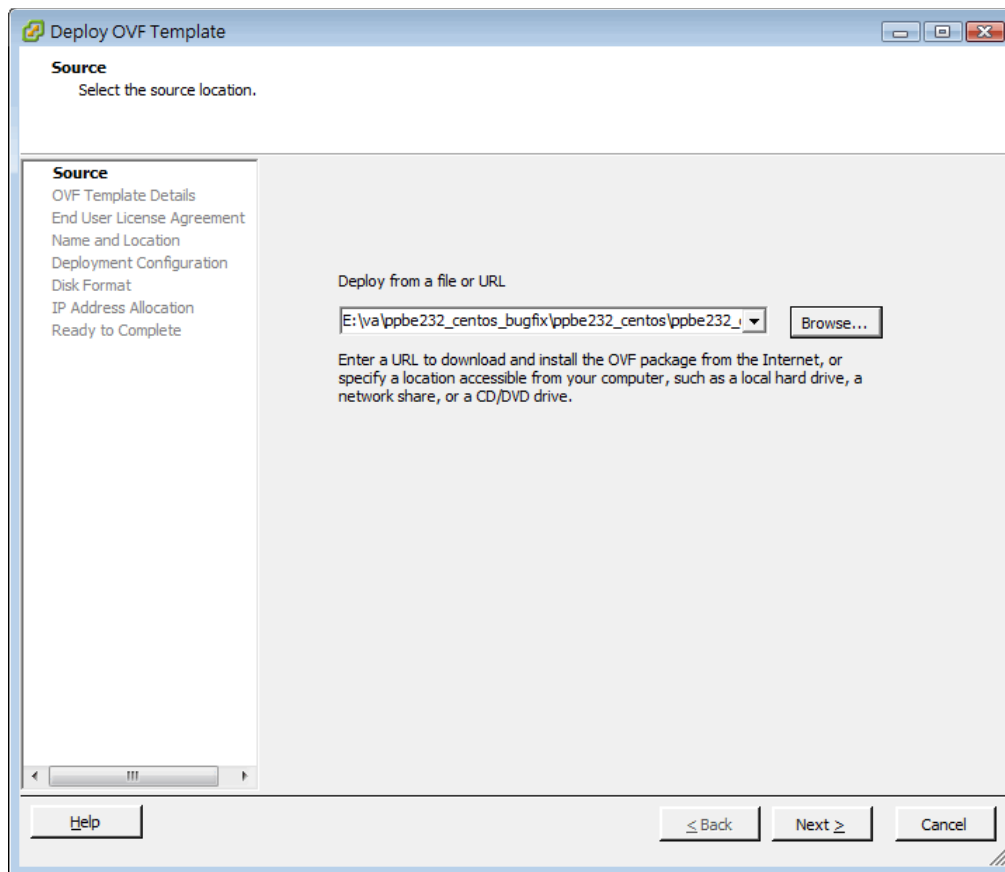 Deploy OVF Template
Source
Select the source location.
Source
OVF Template Details
End User License Agreement
Name and Location
Deployment Configuration
Disk Format
IP Address Allocation
Ready to Complete
Deploy from a file or URL
E:\va\ppbe232_centos_bugfix\ppbe232_centos\ppbe232_
Browse...
Enter a URL to download and install the OVF package from the Internet, or
specify a location accessible from your computer, such as a local hard drive, a
network share, or a CD/DVD drive.
Help
< Back
Next >
Cancel